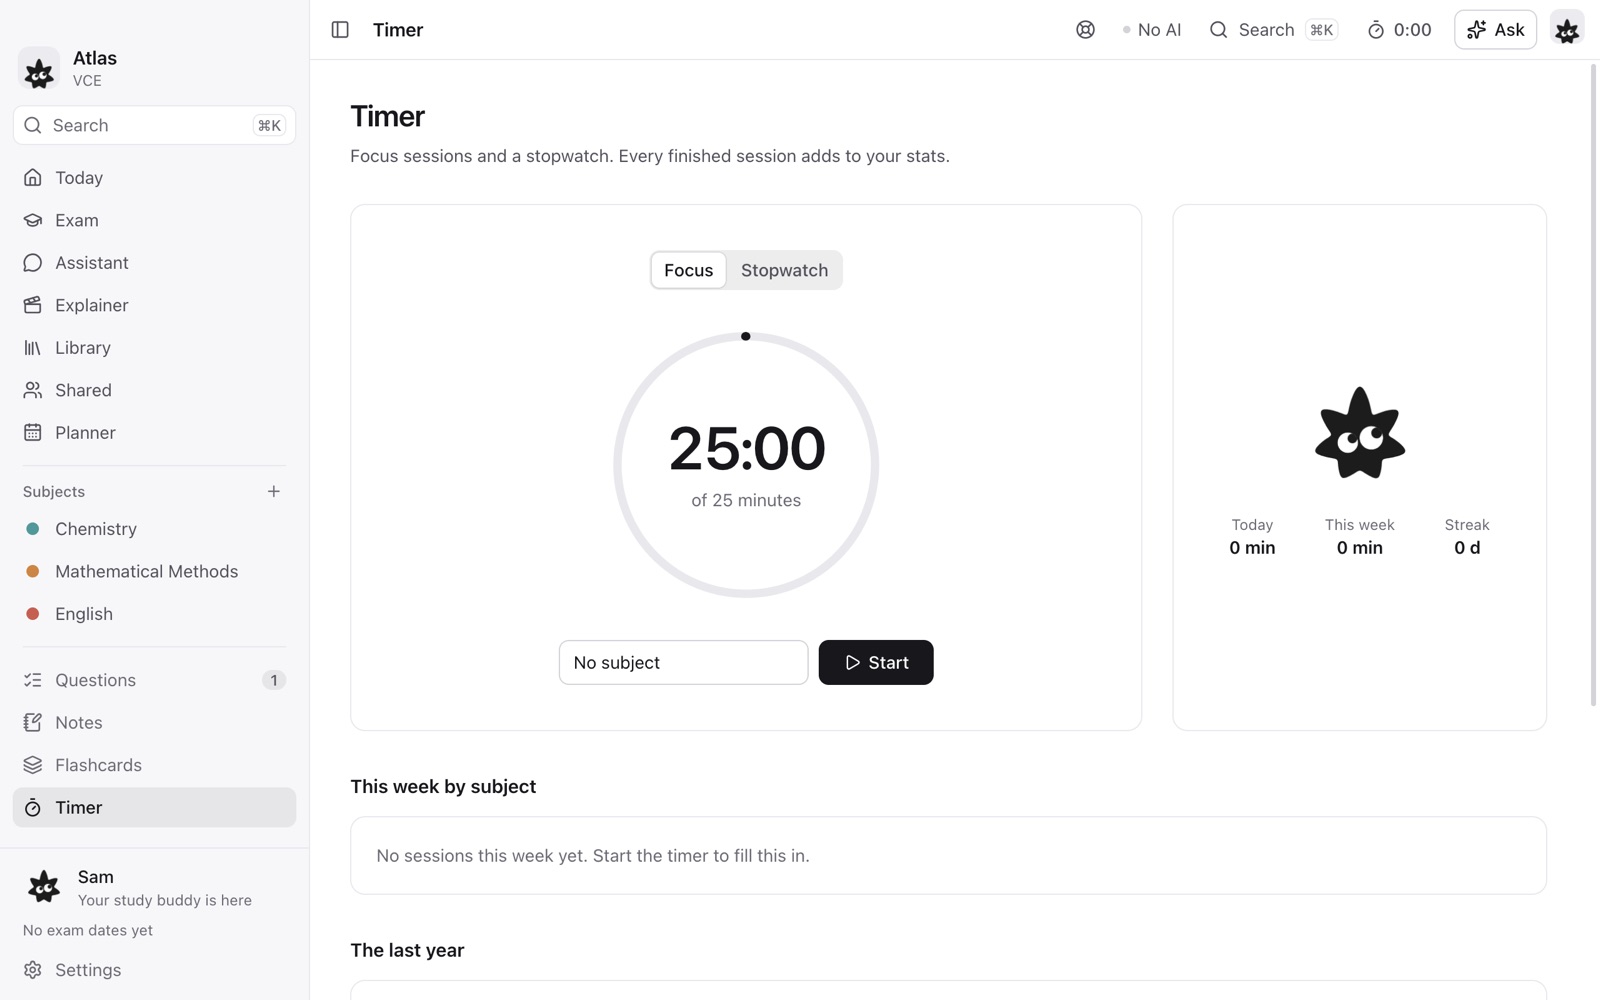 Atlas
VCE
Search ⌘K
Today
Exam
Assistant
Explainer
Library
Shared
Planner
Subjects
Chemistry
Mathematical Methods
English
Questions 1
Notes
Flashcards
Timer
Sam
Your study buddy is here
No exam dates yet
Settings
Timer
No AI
Search ⌘K
0:00
Ask
Timer
Focus sessions and a stopwatch. Every finished session adds to your stats.
Focus Stopwatch
25:00
of 25 minutes
No subject
Start
Today This week Streak
0 min 0 min 0 d
This week by subject
No sessions this week yet. Start the timer to fill this in.
The last year